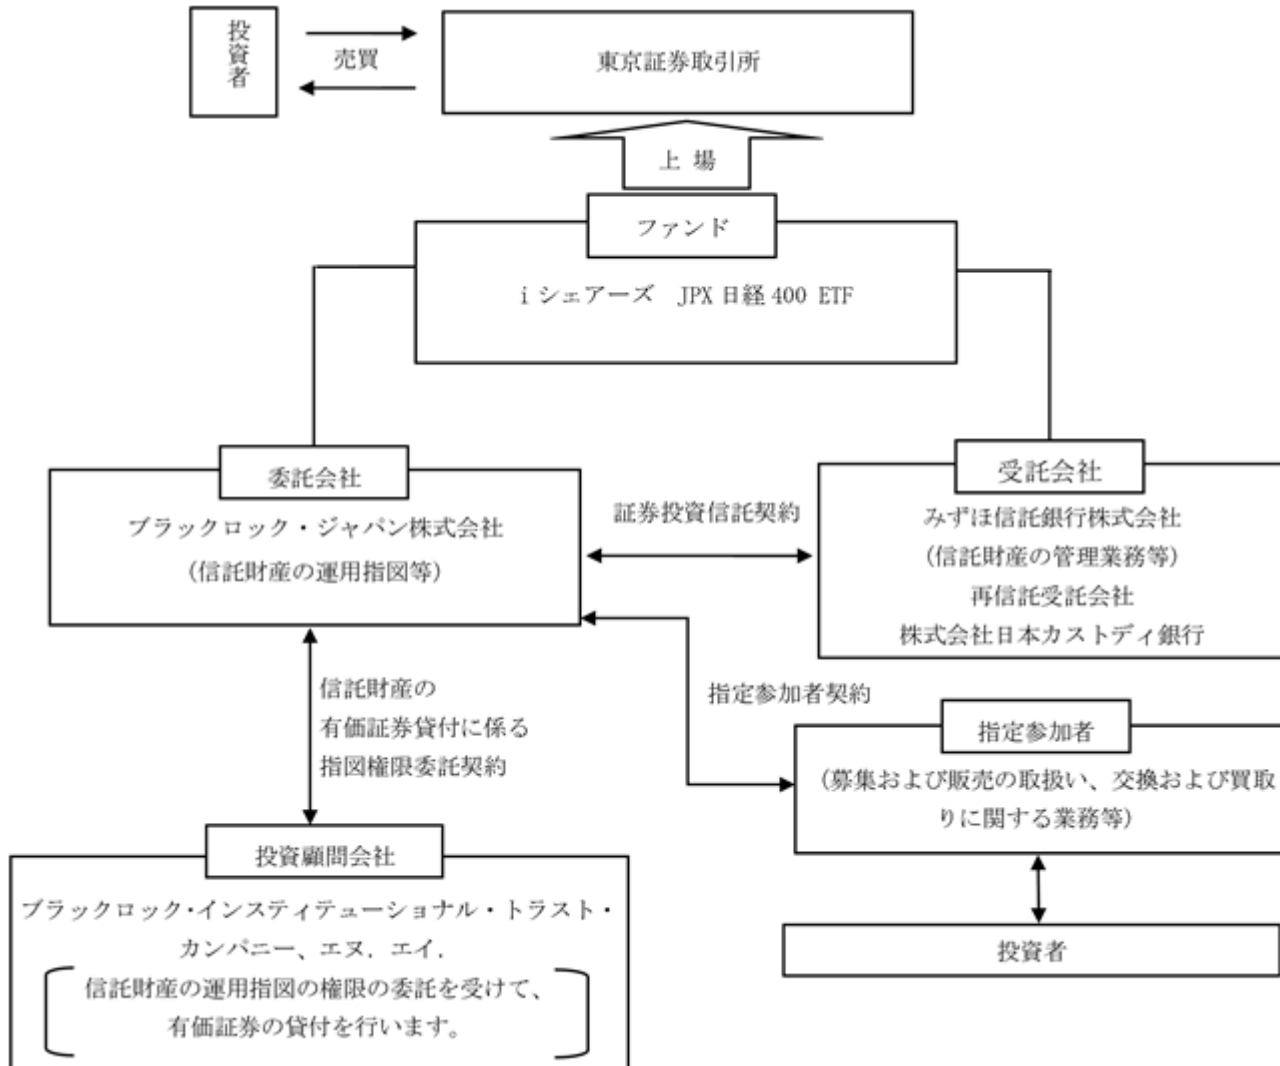 投資者
売買
東京証券取引所
上 場
ファンド
i シェアーズ　JPX 日経 400 ETF
委託会社
ブラックロック・ジャパン株式会社
(信託財産の運用指図等)
証券投資信託契約
受託会社
みずほ信託銀行株式会社
(信託財産の管理業務等)
再信託受託会社
株式会社日本カストディ銀行
信託財産の
有価証券貸付に係る
指図権限委託契約
指定参加者契約
指定参加者
(募集および販売の取扱い、交換および買取
りに関する業務等)
投資顧問会社
ブラックロック・インスティテューショナル・トラスト・
カンパニー、エヌ．エイ．
信託財産の運用指図の権限の委託を受けて、
有価証券の貸付を行います。
投資者